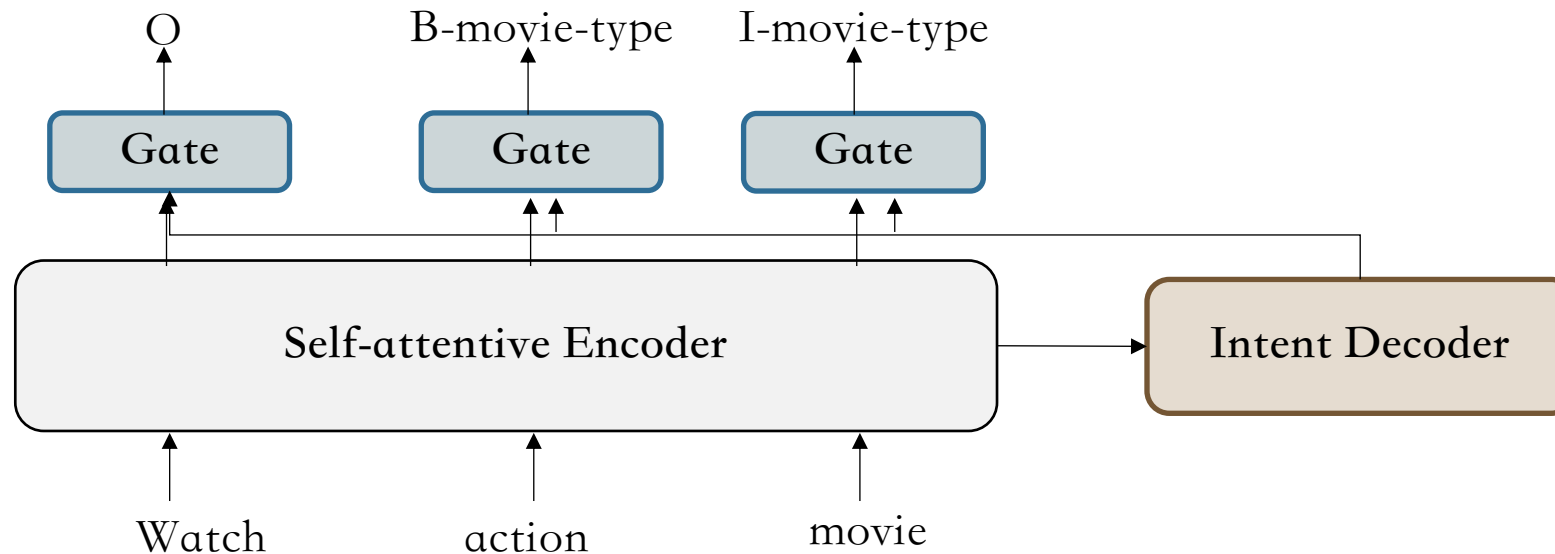 O B-movie-type I-movie-type
Gate Gate Gate
Self-attentive Encoder Intent Decoder
Watch action movie